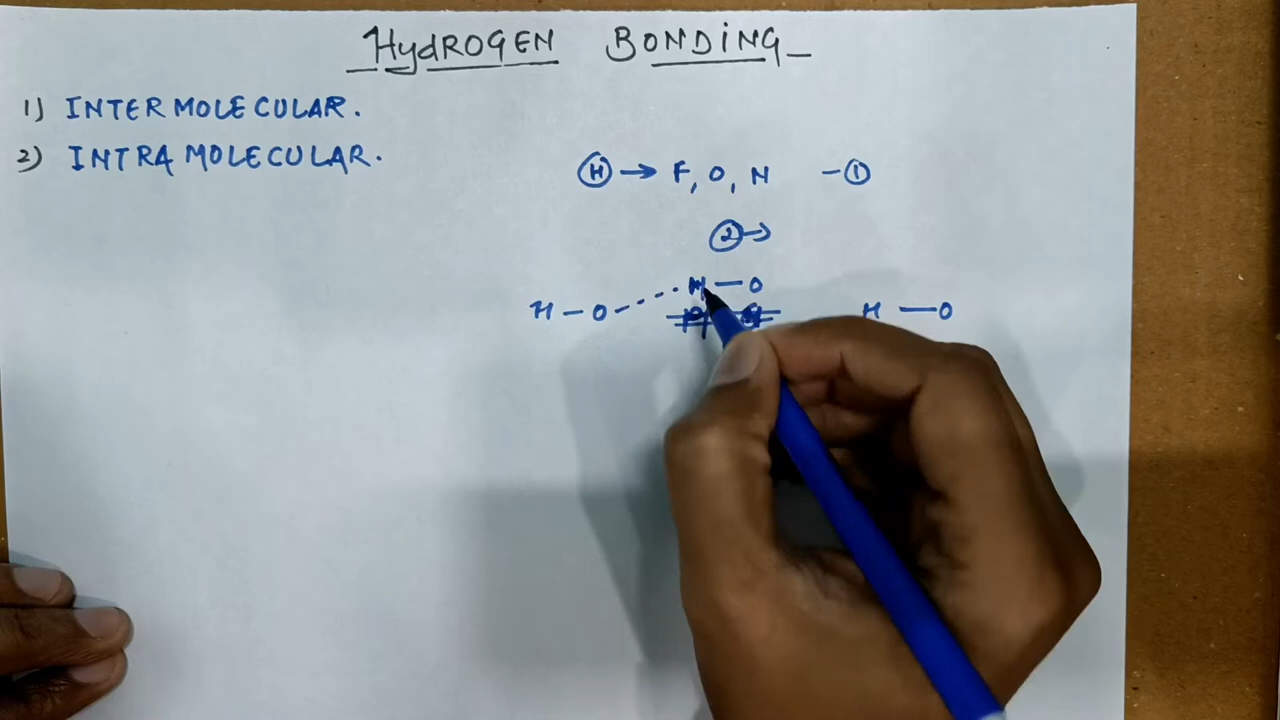 HydROGEN BONDING
1) INTERMOLECULAR.
2) INTRAMOLECULAR.
H → F, O, N - 1
2 →
H - O
H - O - - - - H — O